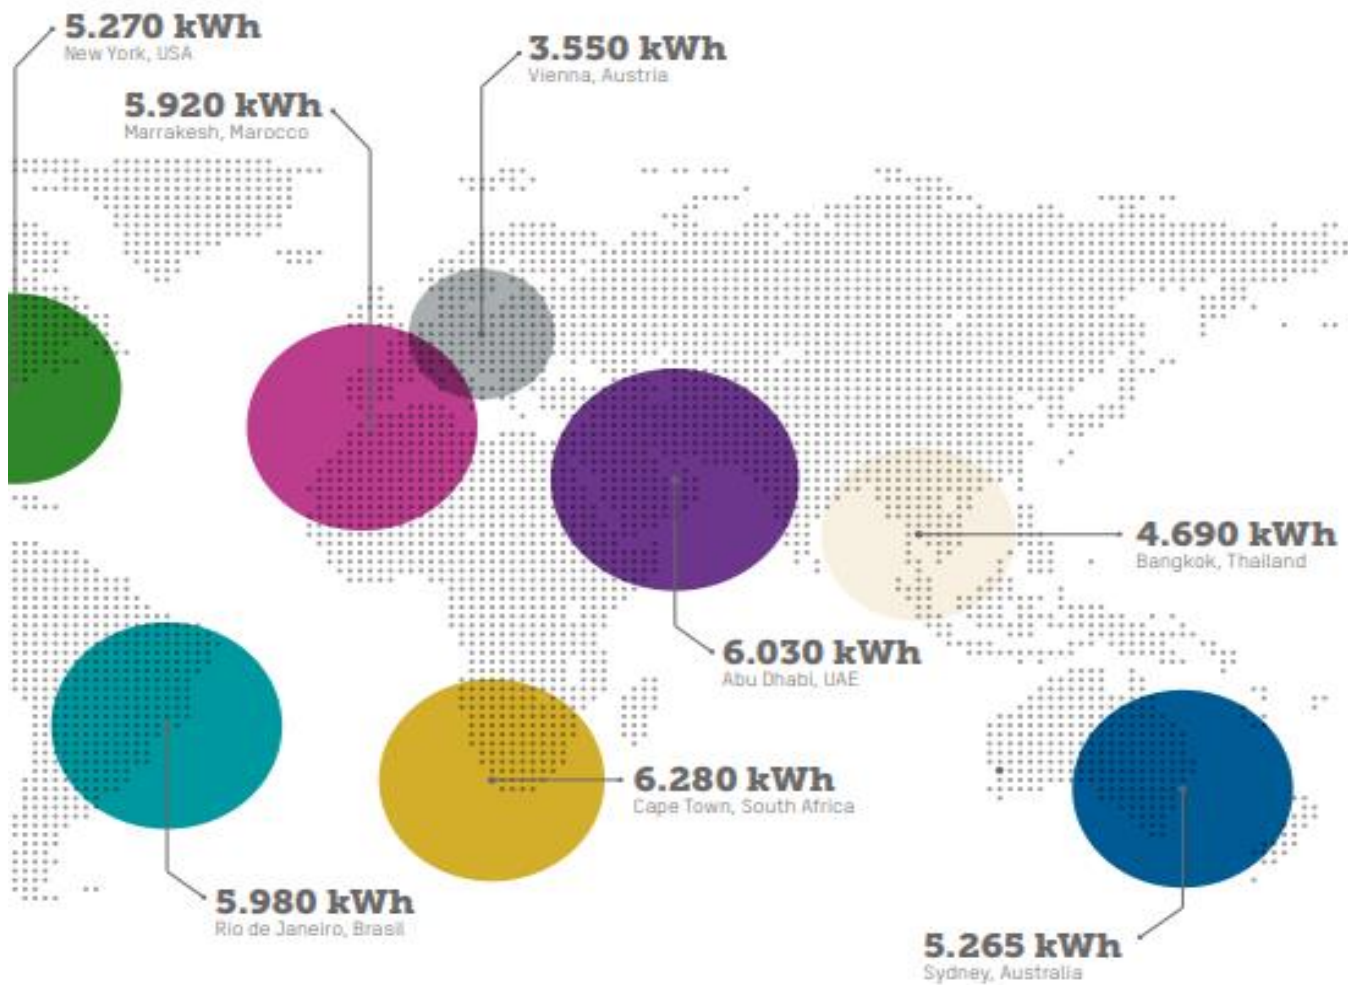 5.270 kWh
New York, USA
3.550 kWh
Vienna, Austria
5.920 kWh
Marrakesh, Marocco
4.690 kWh
Bangkok, Thailand
6.030 kWh
Abu Dhabi, UAE
6.280 kWh
Cape Town, South Africa
5.980 kWh
Rio de Janeiro, Brasil
5.265 kWh
Sydney, Australia